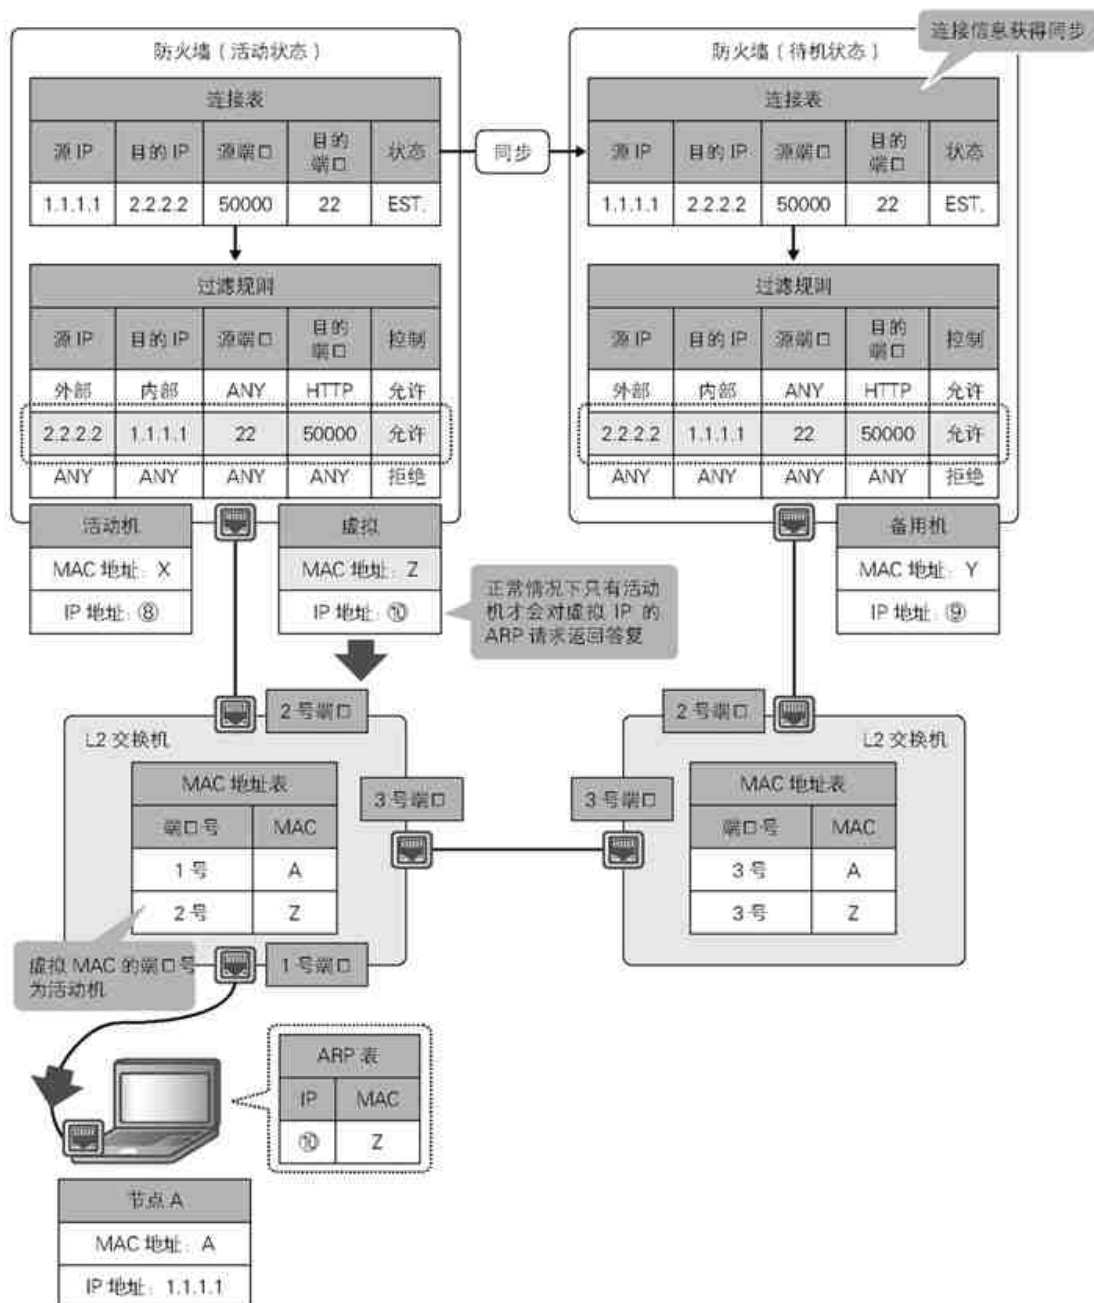 防火墙（活动状态）
连接表
源 IP 目的 IP 源端口 目的端口 状态
1.1.1.1 2.2.2.2 50000 22 EST.
过滤规则
源 IP 目的 IP 源端口 目的端口 控制
外部 内部 ANY HTTP 允许
2.2.2.2 1.1.1.1 22 50000 允许
ANY ANY ANY ANY 拒绝
同步
防火墙（待机状态）
连接信息获得同步
连接表
源 IP 目的 IP 源端口 目的端口 状态
1.1.1.1 2.2.2.2 50000 22 EST.
过滤规则
源 IP 目的 IP 源端口 目的端口 控制
外部 内部 ANY HTTP 允许
2.2.2.2 1.1.1.1 22 50000 允许
ANY ANY ANY ANY 拒绝
活动机
MAC 地址：X
IP 地址：⑧
虚拟
MAC 地址：Z
IP 地址：⑩
正常情况下只有活动
机才会对虚拟 IP 的
ARP 请求返回答复
备用机
MAC 地址：Y
IP 地址：⑨
2 号端口
L2 交换机
MAC 地址表
端口号 MAC
1 号 A
2 号 Z
3 号端口
虚拟 MAC 的端口号
为活动机
1 号端口
2 号端口
L2 交换机
3 号端口
MAC 地址表
端口号 MAC
3 号 A
3 号 Z
ARP 表
IP MAC
⑩ Z
节点 A
MAC 地址：A
IP 地址：1.1.1.1